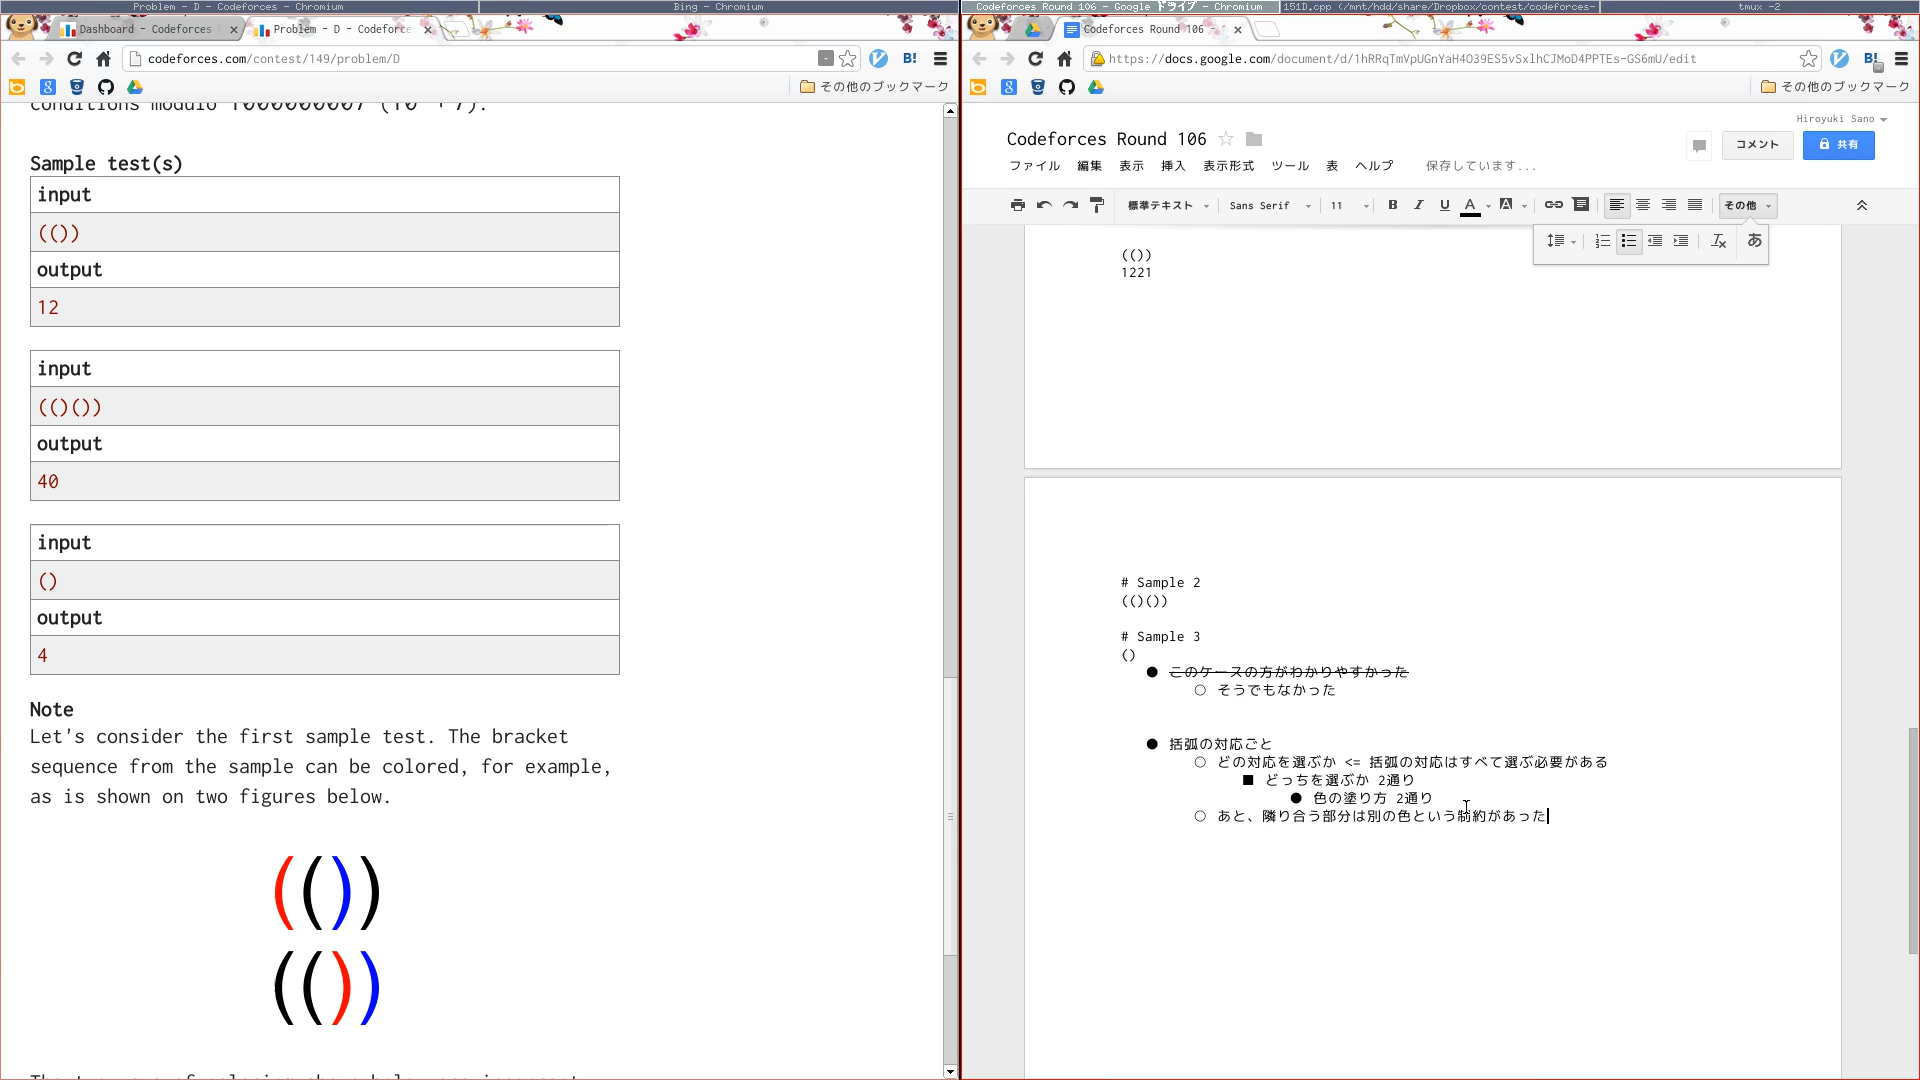 Problem - D - Codeforces - Chromium
Bing - Chromium
Codeforces Round 106 - Google ドライブ - Chromium
151D.cpp (/mnt/hdd/share/Dropbox/contest/codeforces-
tmux -2
Dashboard - Codeforces
Problem - D - Codeforce
codeforces.com/contest/149/problem/D
B!
その他のブックマーク
Sample test(s)
input
(())
output
12
input
(()())
output
40
input
()
output
4
Note
Let's consider the first sample test. The bracket
sequence from the sample can be colored, for example,
as is shown on two figures below.
(())
(())
Codeforces Round 106
https://docs.google.com/document/d/1hRRqTmVpUGnYaH4O39ES5vSxlhCJMoD4PPTEs-GS6mU/edit
B!
その他のブックマーク
Hiroyuki Sano
Codeforces Round 106
コメント
共有
ファイル 編集 表示 挿入 表示形式 ツール 表 ヘルプ 保存しています...
標準テキスト Sans Serif 11 B I U A A その他
あ
(())
1221
# Sample 2
(()())
# Sample 3
()
● このケースの方がわかりやすかった
○ そうでもなかった
● 括弧の対応ごと
○ どの対応を選ぶか <= 括弧の対応はすべて選ぶ必要がある
■ どっちを選ぶか 2通り
● 色の塗り方 2通り
○ あと、隣り合う部分は別の色という制約があった